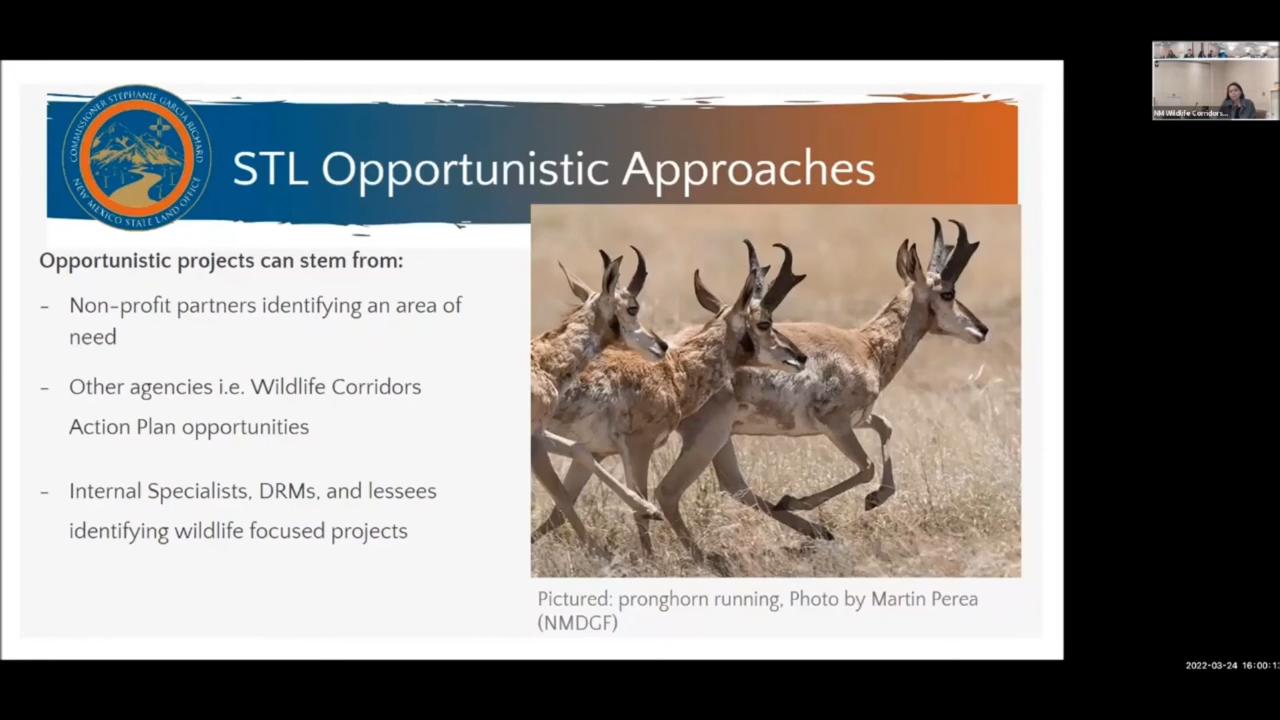 COMMISSIONER STEPHANIE GARCIA RICHARD
NEW MEXICO STATE LAND OFFICE
STL Opportunistic Approaches
Opportunistic projects can stem from:
- Non-profit partners identifying an area of
need
- Other agencies i.e. Wildlife Corridors
Action Plan opportunities
- Internal Specialists, DRMs, and lessees
identifying wildlife focused projects
Pictured: pronghorn running, Photo by Martin Perea
(NMDGF)
NM Wildlife Corridors...
2022-03-24 16:00:1